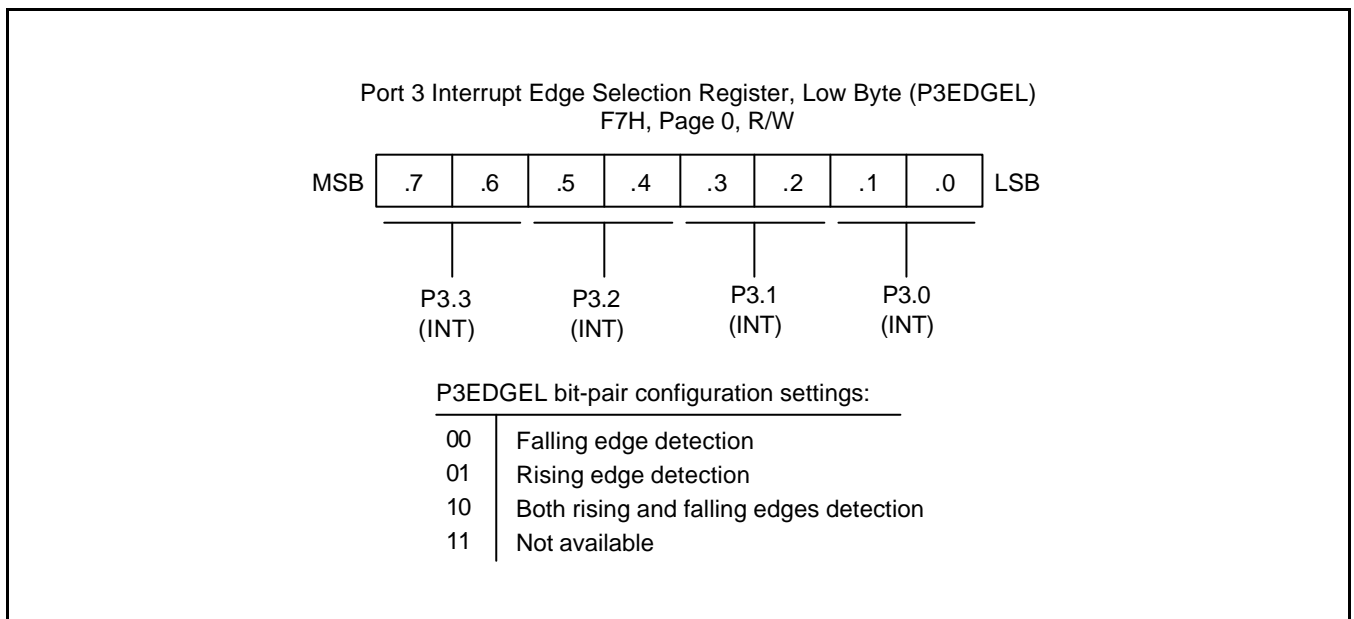 Port 3 Interrupt Edge Selection Register, Low Byte (P3EDGEL)
F7H, Page 0, R/W
MSB .7 .6 .5 .4 .3 .2 .1 .0 LSB
P3.3 P3.2 P3.1 P3.0
(INT) (INT) (INT) (INT)
P3EDGEL bit-pair configuration settings:
00 Falling edge detection
01 Rising edge detection
10 Both rising and falling edges detection
11 Not available